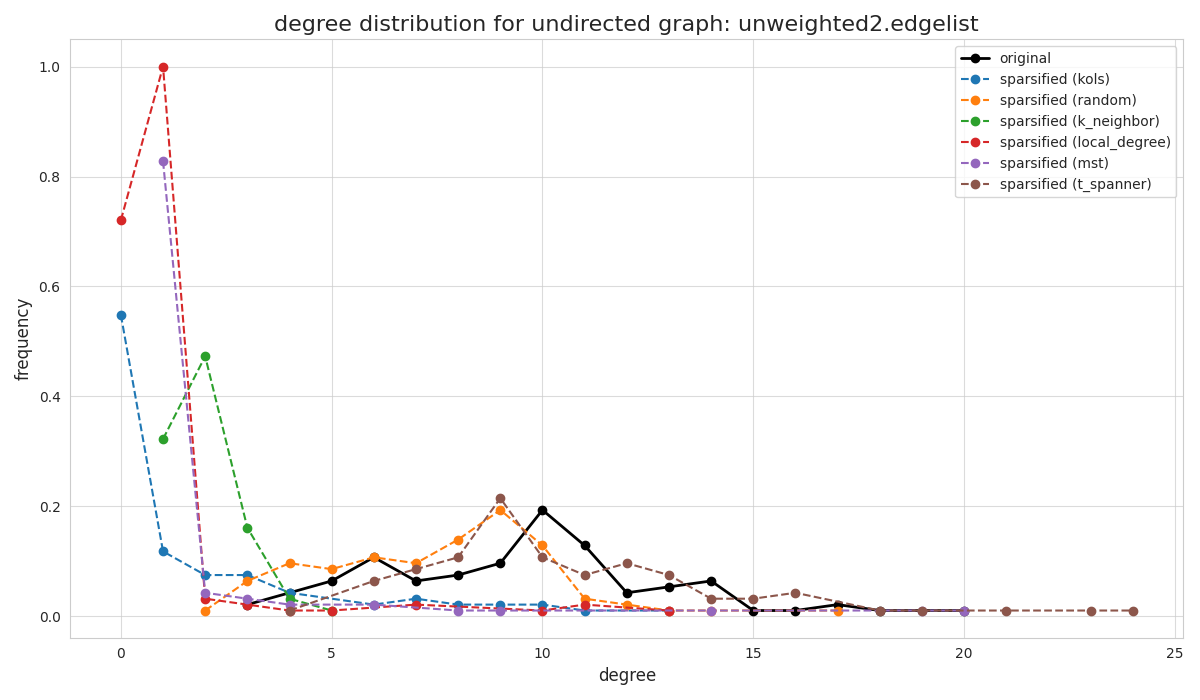 degree distribution for undirected graph: unweighted2.edgelist
original
sparsified (kols)
sparsified (random)
sparsified (k_neighbor)
sparsified (local_degree)
sparsified (mst)
sparsified (t_spanner)
frequency
1.0
0.8
0.6
0.4
0.2
0.0
0 5 10 15 20 25
degree